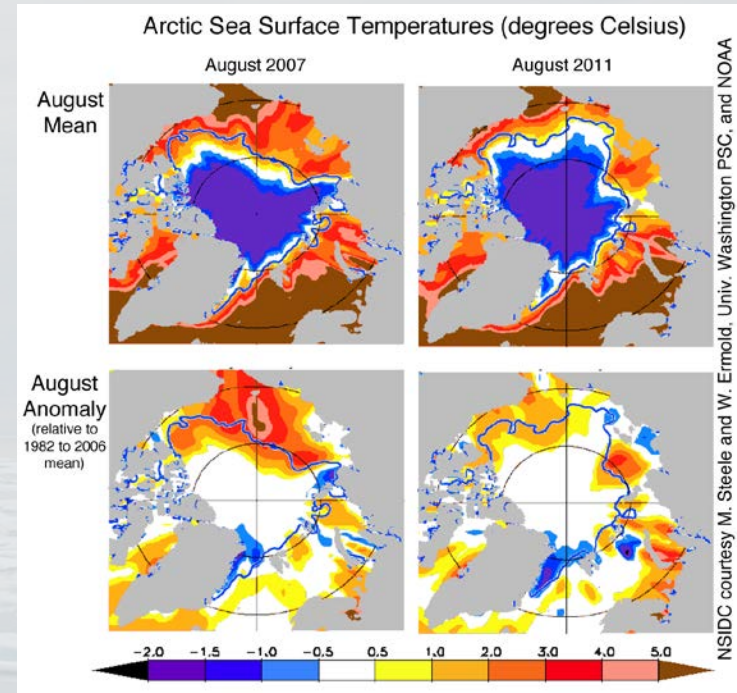 Arctic Sea Surface Temperatures (degrees Celsius)
August 2007
August 2011
August
Mean
August
Anomaly
(relative to
1982 to 2006
mean)
-2.0 -1.5 -1.0 -0.5 0.5 1.0 2.0 3.0 4.0 5.0
NSIDC courtesy M. Steele and W. Ermold, Univ. Washington PSC, and NOAA